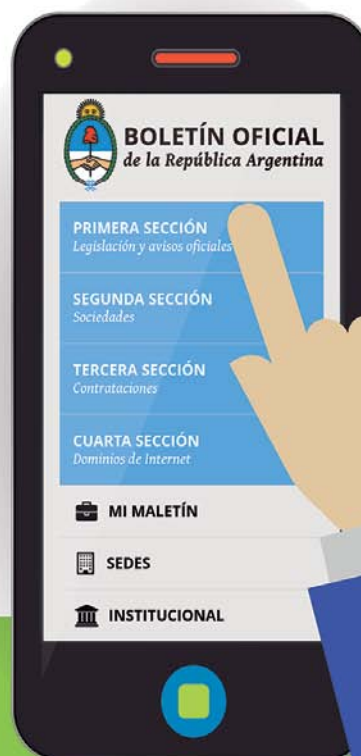 BOLETÍN OFICIAL
de la República Argentina
PRIMERA SECCIÓN
Legislación y avisos oficiales
SEGUNDA SECCIÓN
Sociedades
TERCERA SECCIÓN
Contrataciones
CUARTA SECCIÓN
Dominios de Internet
MI MALETÍN
SEDES
INSTITUCIONAL